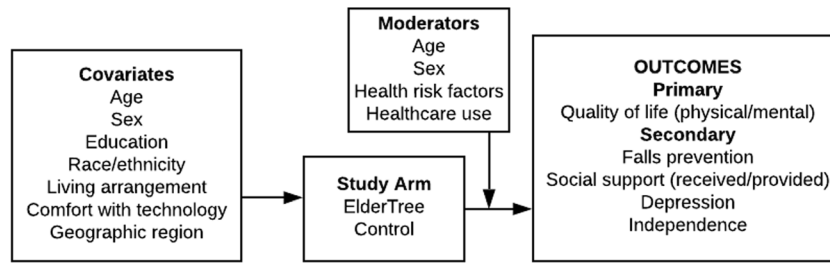 Covariates
Age
Sex
Education
Race/ethnicity
Living arrangement
Comfort with technology
Geographic region
Study Arm
ElderTree
Control
Moderators
Age
Sex
Health risk factors
Healthcare use
OUTCOMES
Primary
Quality of life (physical/mental)
Secondary
Falls prevention
Social support (received/provided)
Depression
Independence